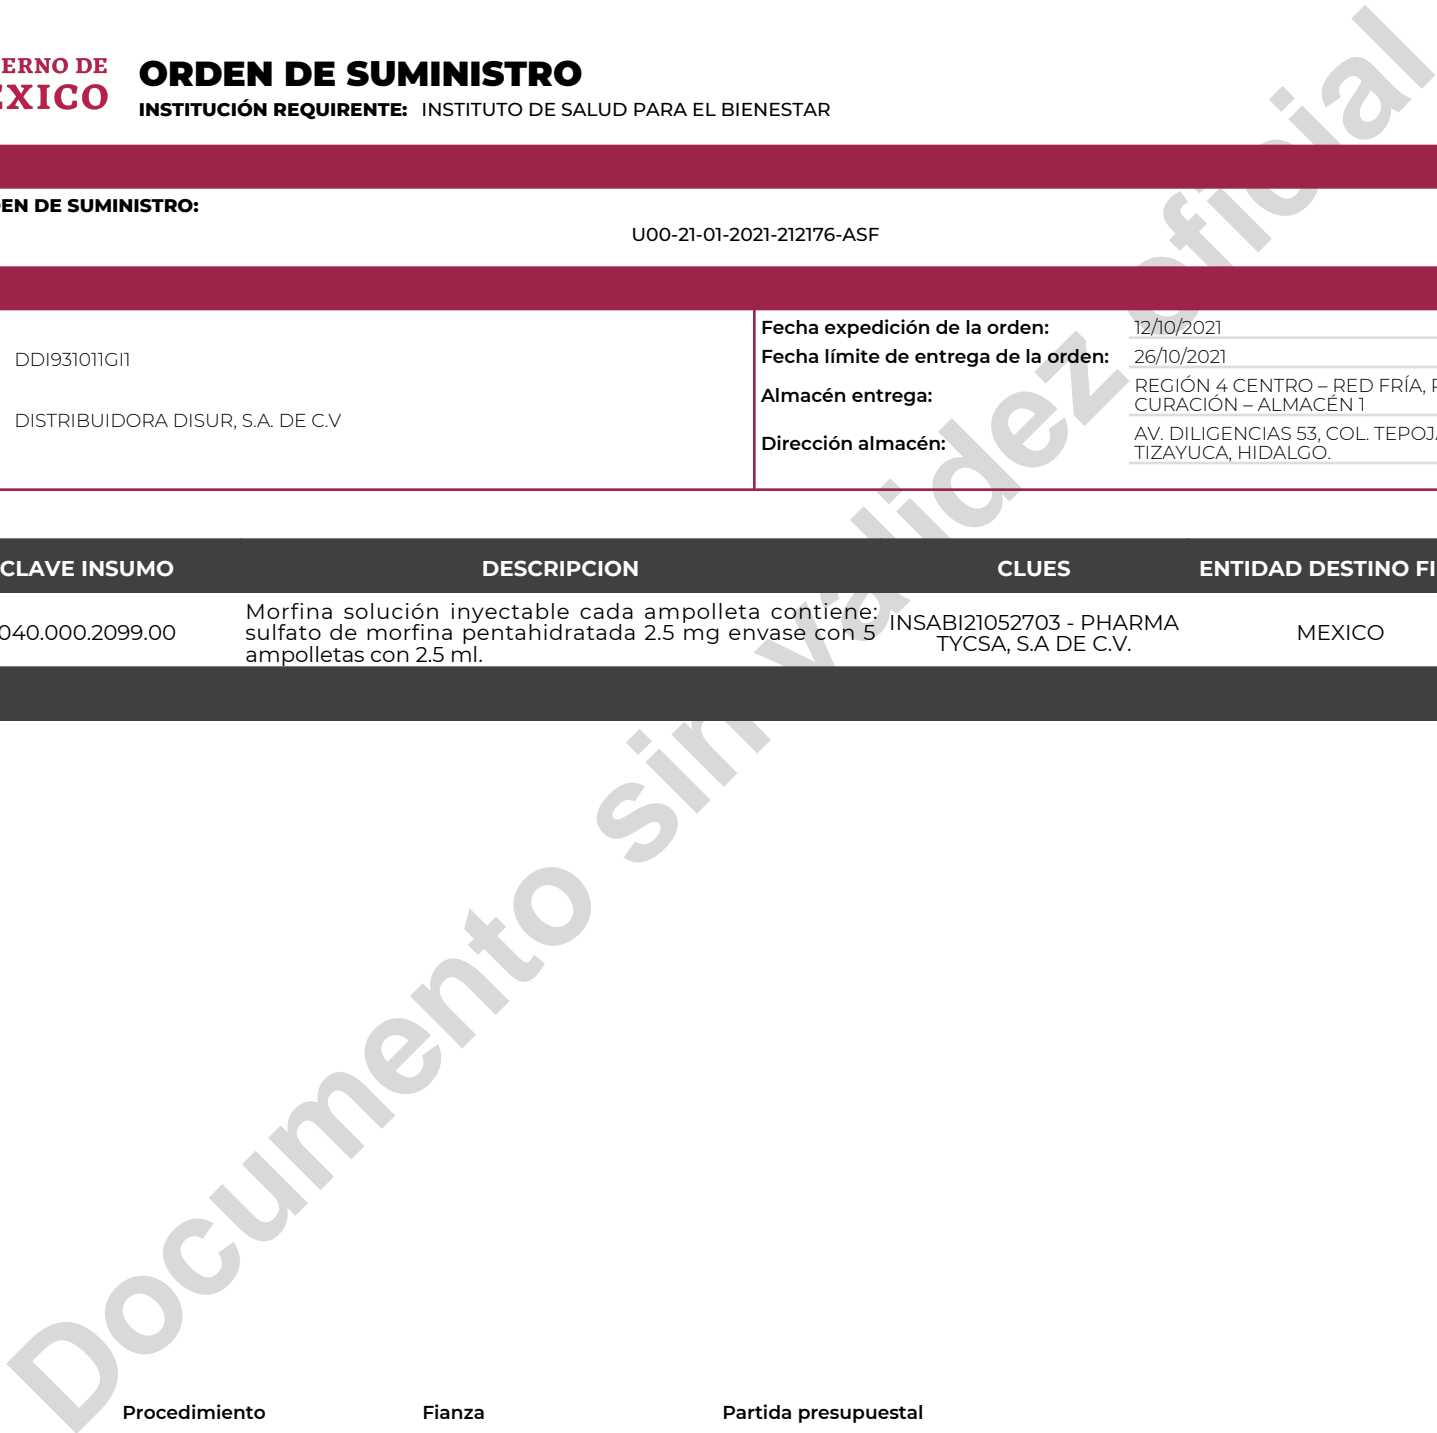 ERNO DE
ÉXICO
ORDEN DE SUMINISTRO
INSTITUCIÓN REQUIRENTE: INSTITUTO DE SALUD PARA EL BIENESTAR
EN DE SUMINISTRO:
U00-21-01-2021-212176-ASF
DDI931011GI1
DISTRIBUIDORA DISUR, S.A. DE C.V
Fecha expedición de la orden: 12/10/2021
Fecha límite de entrega de la orden: 26/10/2021
Almacén entrega: REGIÓN 4 CENTRO – RED FRÍA,
CURACIÓN – ALMACÉN 1
Dirección almacén: AV. DILIGENCIAS 53, COL. TEPOJA
TIZAYUCA, HIDALGO.
CLAVE INSUMO DESCRIPCION CLUES ENTIDAD DESTINO FI
040.000.2099.00
Morfina solución inyectable cada ampolleta contiene:
sulfato de morfina pentahidratada 2.5 mg envase con 5
ampolletas con 2.5 ml.
INSABI21052703 - PHARMA
TYCSA, S.A DE C.V.
MEXICO
Documento sin validez oficial
Procedimiento Fianza Partida presupuestal